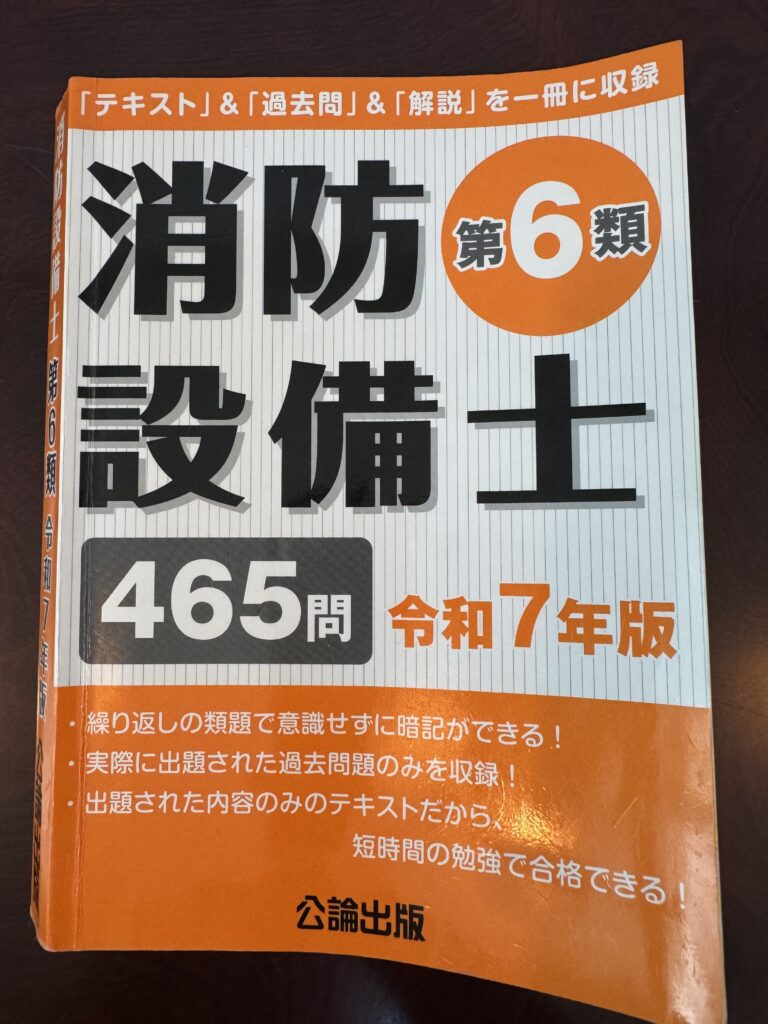 「テキスト」&「過去問」&「解説」を一冊に収録
消防
第6類
設備士
465問
令和7年版
・繰り返しの類題で意識せずに暗記ができる!
・実際に出題された過去問題のみを収録!
・出題された内容のみのテキストだから、
短時間の勉強で合格できる!
公論出版
消防設備士 第6類 令和7年版 公論出版